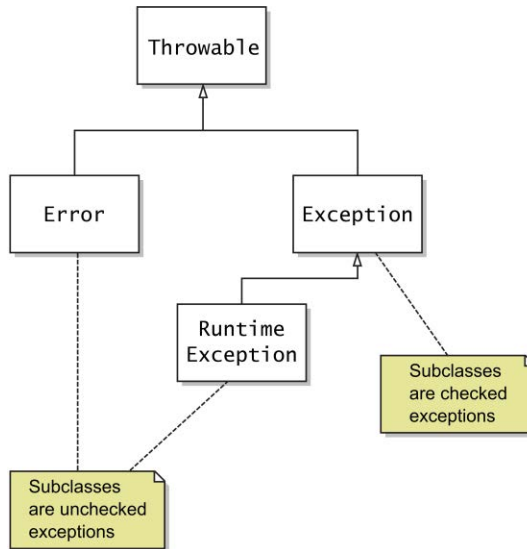 Throwable
Error
Exception
Runtime
Exception
Subclasses
are checked
exceptions
Subclasses
are unchecked
exceptions